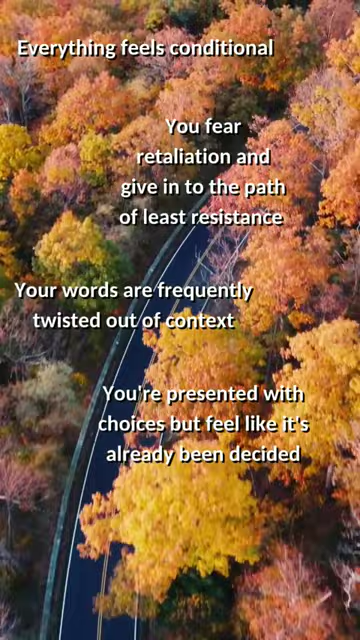 Everything feels conditional
You fear
retaliation and
give in to the path
of least resistance
Your words are frequently
twisted out of context
You're presented with
choices but feel like it's
already been decided